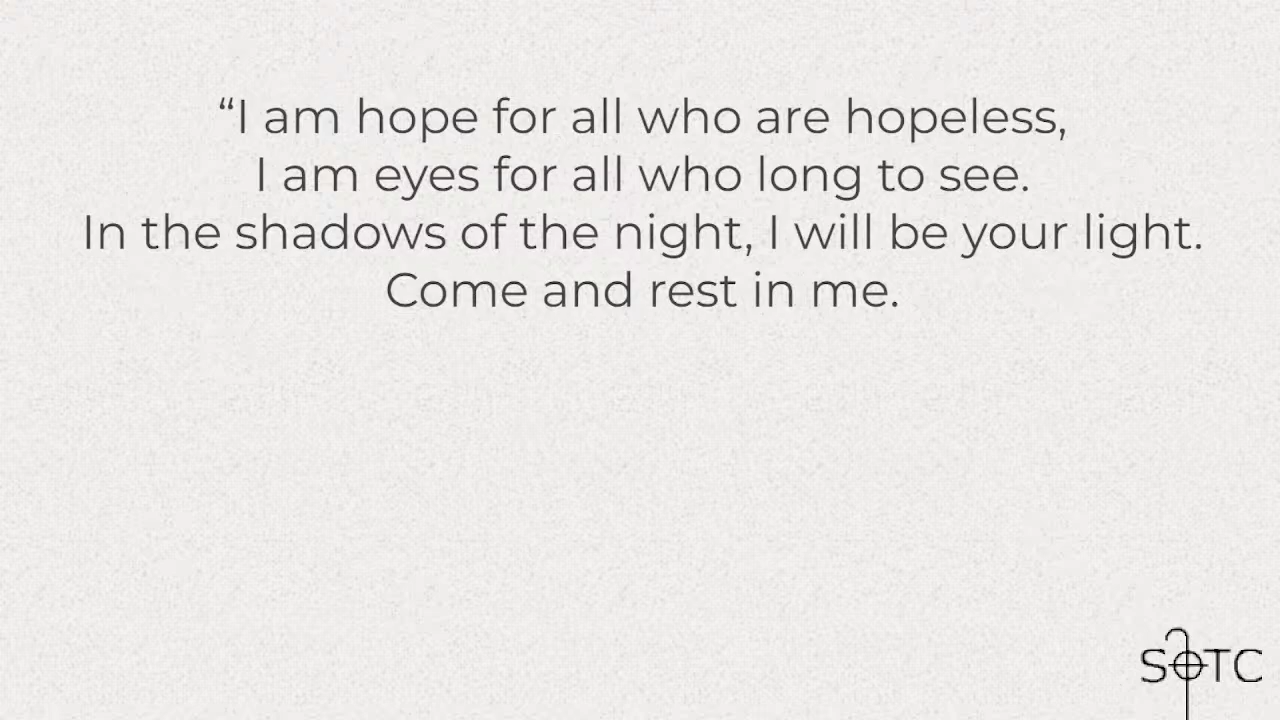 “I am hope for all who are hopeless,
I am eyes for all who long to see.
In the shadows of the night, I will be your light.
Come and rest in me.
SOTC